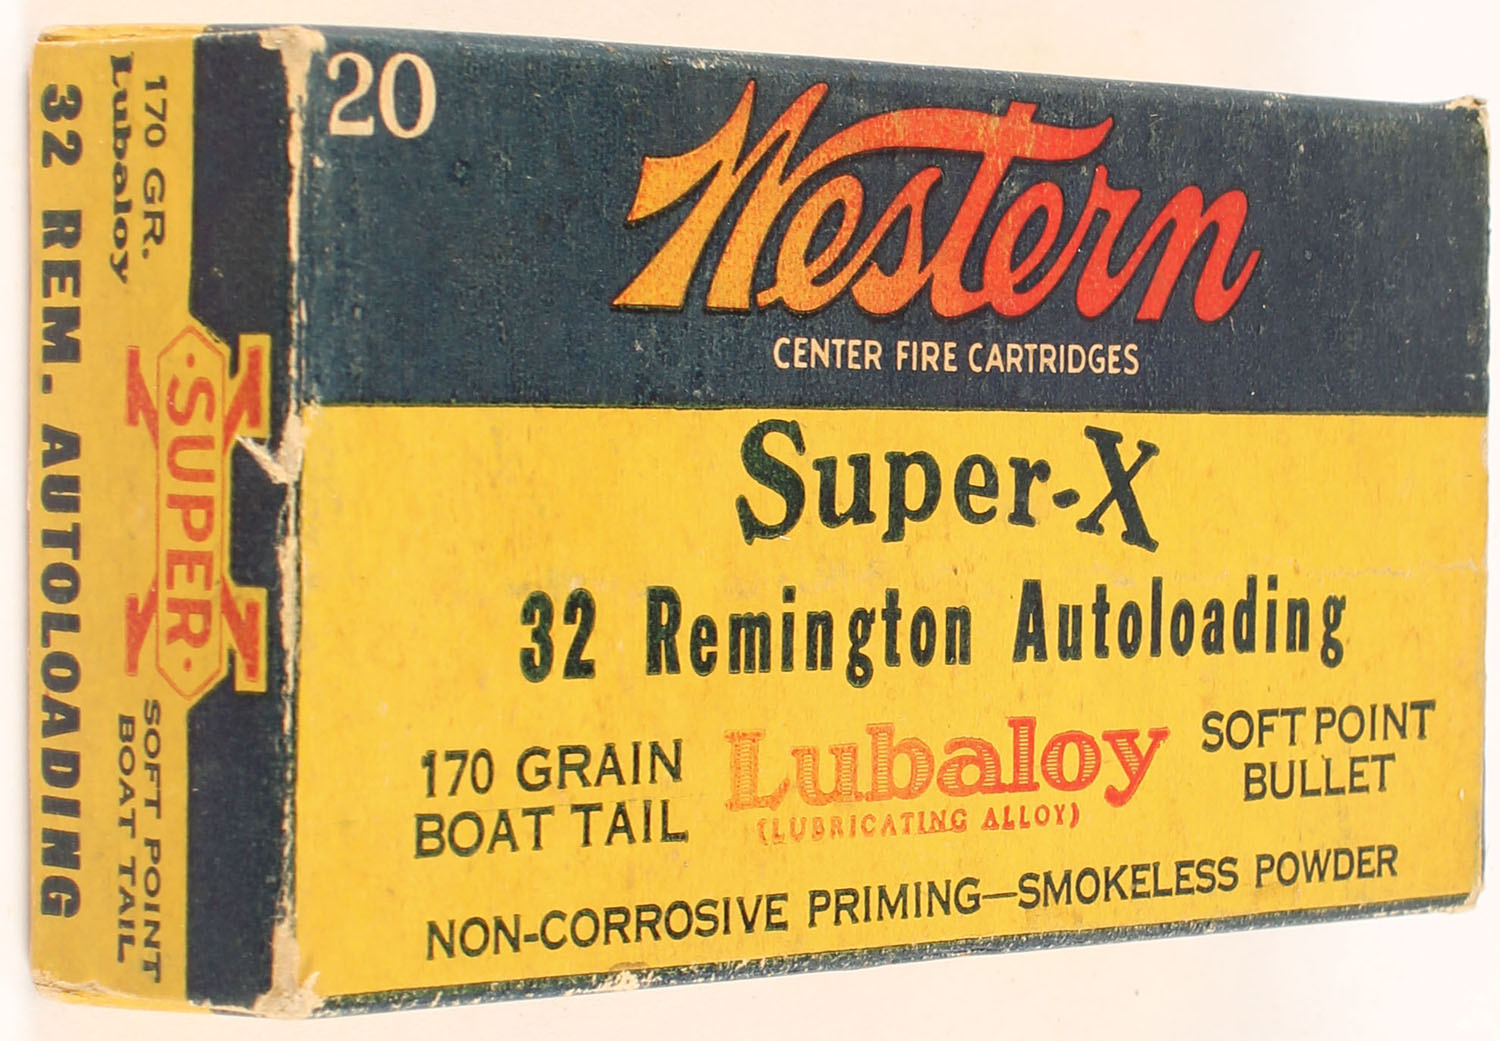 20
Western
CENTER FIRE CARTRIDGES
Super-X
32 Remington Autoloading
170 GRAIN
BOAT TAIL
Lubaloy
(LUBRICATING ALLOY)
SOFT POINT
BULLET
NON-CORROSIVE PRIMING—SMOKELESS POWDER
170 GR.
Lubaloy
SUPER
X
SOFT POINT
BOAT TAIL
32 REM. AUTOLOADING